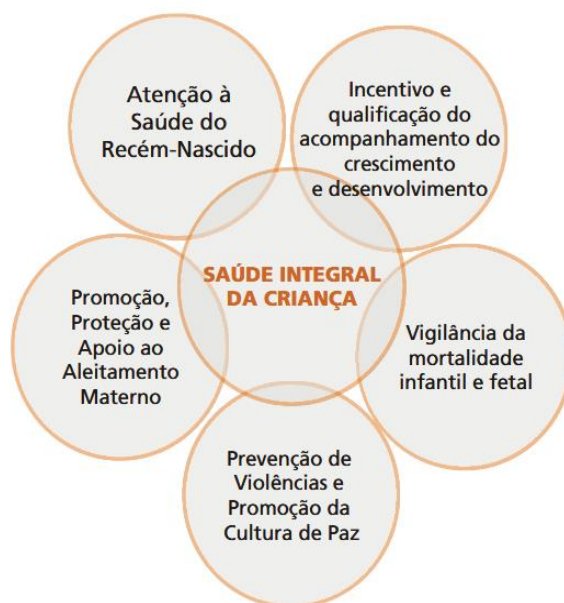 Atenção à
Saúde do
Recém-Nascido
Incentivo e
qualificação do
acompanhamento do
crescimento
e desenvolvimento
SAÚDE INTEGRAL
DA CRIANÇA
Promoção,
Proteção e
Apoio ao
Aleitamento
Materno
Vigilância da
mortalidade
infantil e fetal
Prevenção de
Violências e
Promoção da
Cultura de Paz